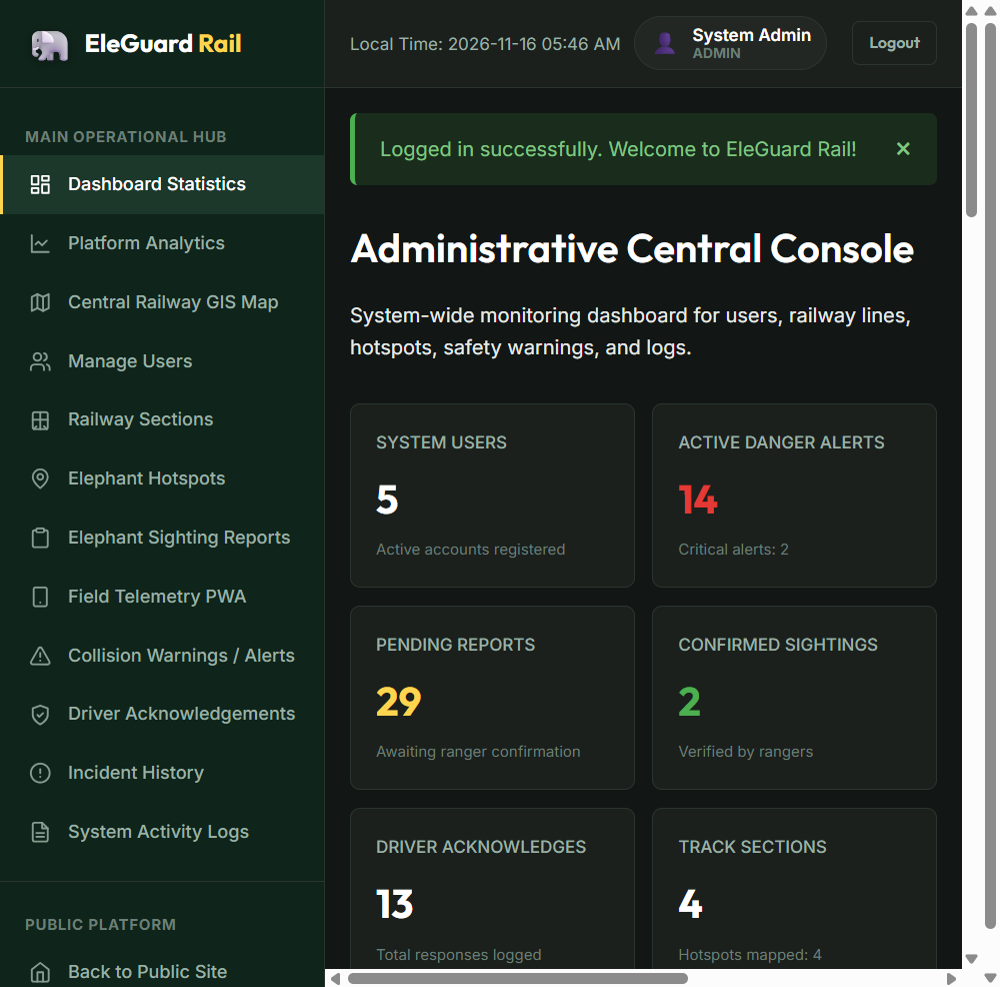 EleGuard Rail
Local Time: 2026-11-16 05:46 AM
System Admin
ADMIN
Logout
MAIN OPERATIONAL HUB
Dashboard Statistics
Platform Analytics
Central Railway GIS Map
Manage Users
Railway Sections
Elephant Hotspots
Elephant Sighting Reports
Field Telemetry PWA
Collision Warnings / Alerts
Driver Acknowledgements
Incident History
System Activity Logs
PUBLIC PLATFORM
Back to Public Site
Logged in successfully. Welcome to EleGuard Rail!
×
Administrative Central Console
System-wide monitoring dashboard for users, railway lines,
hotspots, safety warnings, and logs.
SYSTEM USERS
5
Active accounts registered
ACTIVE DANGER ALERTS
14
Critical alerts: 2
PENDING REPORTS
29
Awaiting ranger confirmation
CONFIRMED SIGHTINGS
2
Verified by rangers
DRIVER ACKNOWLEDGES
13
Total responses logged
TRACK SECTIONS
4
Hotspots mapped: 4